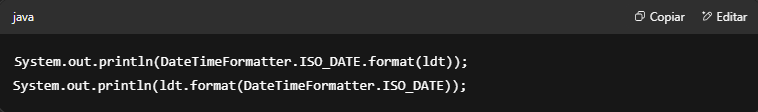 java
Copiar
Editar
System.out.println(DateTimeFormatter.ISO_DATE.format(ldt));
System.out.println(ldt.format(DateTimeFormatter.ISO_DATE));